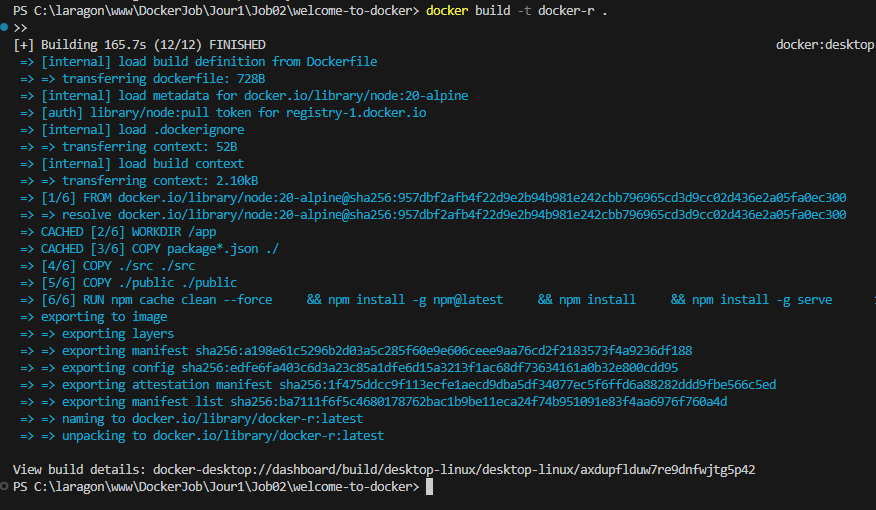 PS C:\laragon\www\DockerJob\Jour1\Job02\welcome-to-docker> docker build -t docker-r .
>>
[+] Building 165.7s (12/12) FINISHED docker:desktop
=> [internal] load build definition from Dockerfile
=> => transferring dockerfile: 728B
=> [internal] load metadata for docker.io/library/node:20-alpine
=> [auth] library/node:pull token for registry-1.docker.io
=> [internal] load .dockerignore
=> => transferring context: 52B
=> [internal] load build context
=> => transferring context: 2.10kB
=> [1/6] FROM docker.io/library/node:20-alpine@sha256:957dbf2afb4f22d9e2b94b981e242cbb796965cd3d9cc02d436e2a05fa0ec300
=> => resolve docker.io/library/node:20-alpine@sha256:957dbf2afb4f22d9e2b94b981e242cbb796965cd3d9cc02d436e2a05fa0ec300
=> CACHED [2/6] WORKDIR /app
=> CACHED [3/6] COPY package*.json ./
=> [4/6] COPY ./src ./src
=> [5/6] COPY ./public ./public
=> [6/6] RUN npm cache clean --force     && npm install -g npm@latest     && npm install     && npm install -g serve
=> exporting to image
=> => exporting layers
=> => exporting manifest sha256:a198e61c5296b2d03a5c285f60e9e606ceee9aa76cd2f2183573f4a9236df188
=> => exporting config sha256:edfe6fa403c6d3a23c85a1dfe6d15a3213f1ac68df73634161a0b32e800cdd95
=> => exporting attestation manifest sha256:1f475ddcc9f113ecfe1aecd9dba5df34077ec5f6ffd6a88282ddd9fbe566c5ed
=> => exporting manifest list sha256:ba7111f6f5c4680178762bac1b9be11eca24f74b951091e83f4aa6976f760a4d
=> => naming to docker.io/library/docker-r:latest
=> => unpacking to docker.io/library/docker-r:latest
View build details: docker-desktop://dashboard/build/desktop-linux/desktop-linux/axdupflduw7re9dnfwjtg5p42
PS C:\laragon\www\DockerJob\Jour1\Job02\welcome-to-docker>